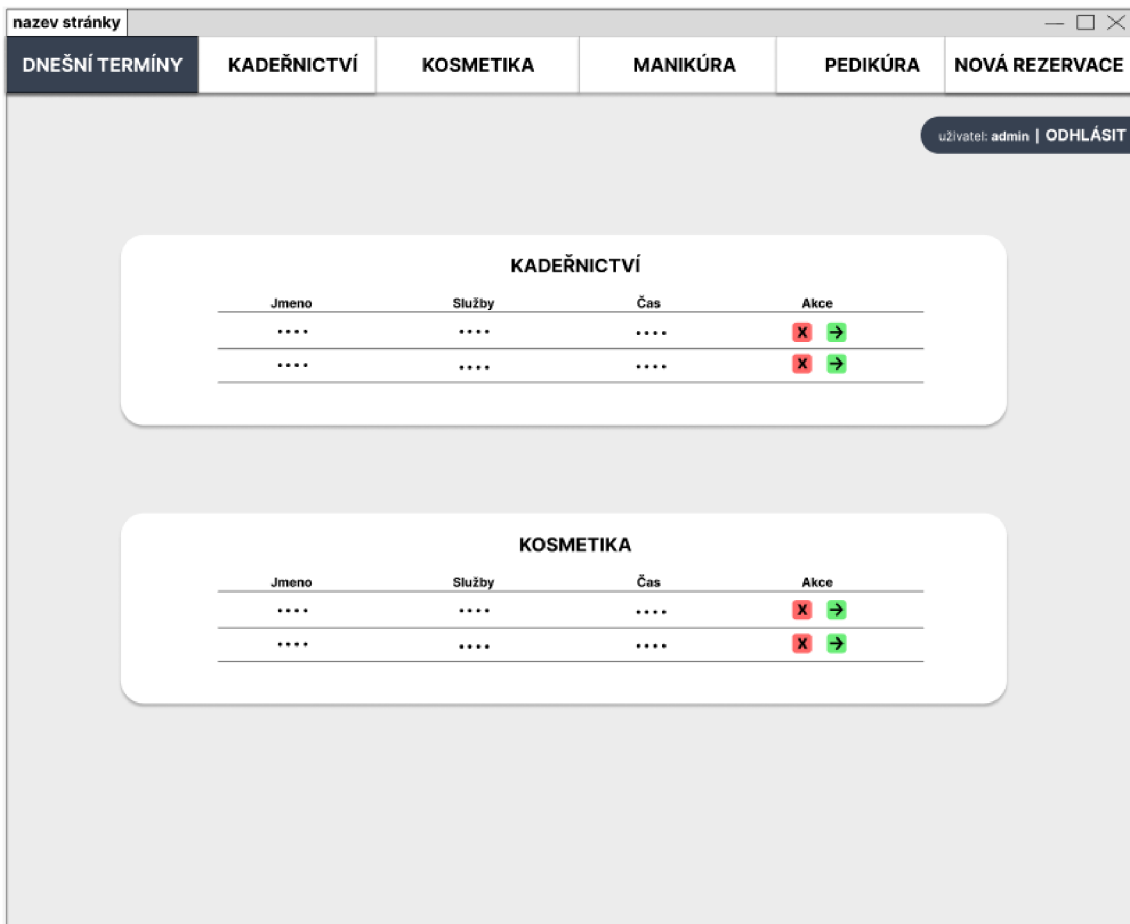 nazev stránky
DNEŠNÍ TERMÍNY KADEŘNICTVÍ KOSMETIKA MANIKÚRA PEDIKÚRA NOVÁ REZERVACE
uživatel: admin | ODHLÁSIT
KADEŘNICTVÍ
Jmeno Služby Čas Akce
.... .... .... X →
.... .... .... X →
KOSMETIKA
Jmeno Služby Čas Akce
.... .... .... X →
.... .... .... X →